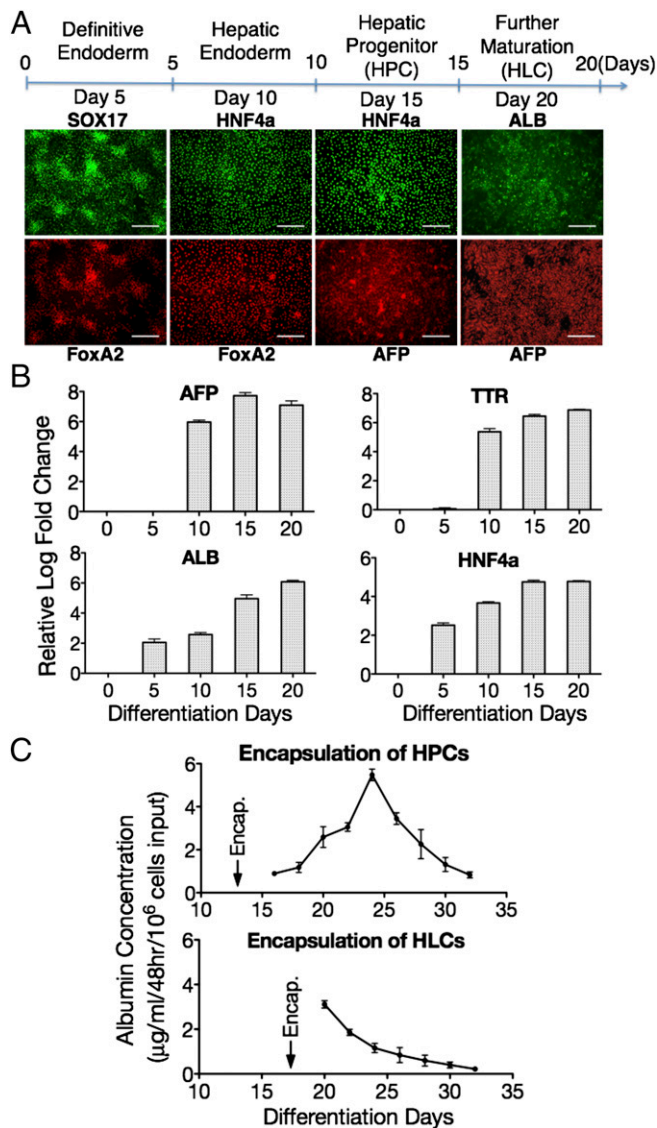 A
Definitive Endoderm
Hepatic Endoderm
Hepatic Progenitor (HPC)
Further Maturation (HLC)
0 5 10 15 20(Days)
Day 5 Day 10 Day 15 Day 20
SOX17 HNF4a HNF4a ALB
FoxA2 FoxA2 AFP AFP
B
Relative Log Fold Change
AFP
8
6
4
2
0
0 5 10 15 20
TTR
8
6
4
2
0
0 5 10 15 20
ALB
6
4
2
0
0 5 10 15 20
Differentiation Days
HNF4a
6
4
2
0
0 5 10 15 20
Differentiation Days
C
Albumin Concentration
(µg/ml/48hr/10⁶ cells input)
Encapsulation of HPCs
6
4
2
0
Encap.
10 15 20 25 30 35
Encapsulation of HLCs
6
4
2
0
Encap.
10 15 20 25 30 35
Differentiation Days